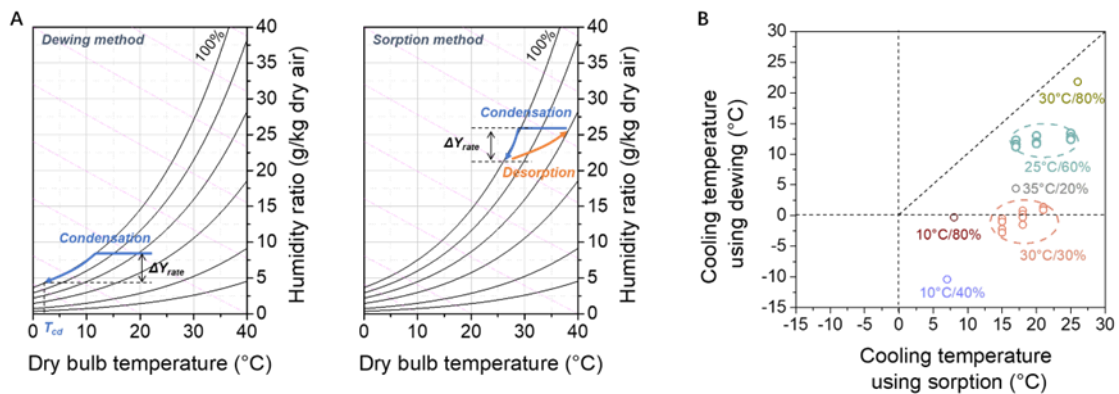 A
Dewing method
100%
Condensation
ΔY_rate
T_cd
40
35
30
25
20
15
10
5
0
0 10 20 30 40
Dry bulb temperature (°C)
Humidity ratio (g/kg dry air)
Sorption method
100%
Condensation
ΔY_rate
Desorption
40
35
30
25
20
15
10
5
0
0 10 20 30 40
Dry bulb temperature (°C)
Humidity ratio (g/kg dry air)
B
Cooling temperature
using dewing (°C)
30
25
20
15
10
5
0
-5
-10
-15
30°C/80%
25°C/60%
35°C/20%
10°C/80%
30°C/30%
10°C/40%
-15 -10 -5 0 5 10 15 20 25 30
Cooling temperature
using sorption (°C)